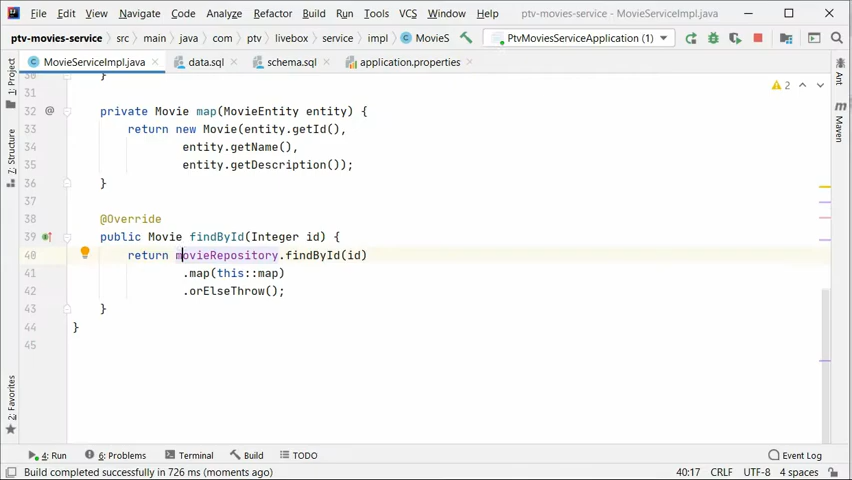 File Edit View Navigate Code Analyze Refactor Build Run Tools VCS Window Help ptv-movies-service - MovieServiceImpl.java
ptv-movies-service src main java com ptv livebox service impl MovieS PtvMoviesServiceApplication (1)
MovieServiceImpl.java data.sql schema.sql application.properties
1: Project
Z: Structure
2: Favorites
Ant
Maven
2
30 }
31
32 @ private Movie map(MovieEntity entity) {
33 return new Movie(entity.getId(),
34 entity.getName(),
35 entity.getDescription());
36 }
37
38 @Override
39 public Movie findById(Integer id) {
40 return movieRepository.findById(id)
41 .map(this::map)
42 .orElseThrow();
43 }
44 }
45
4: Run 6: Problems Terminal Build TODO Event Log
Build completed successfully in 726 ms (moments ago) 40:17 CRLF UTF-8 4 spaces